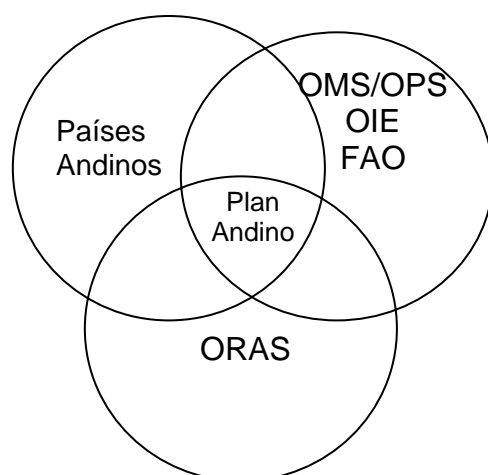 Países
Andinos
OMS/OPS
OIE
FAO
Plan
Andino
ORAS